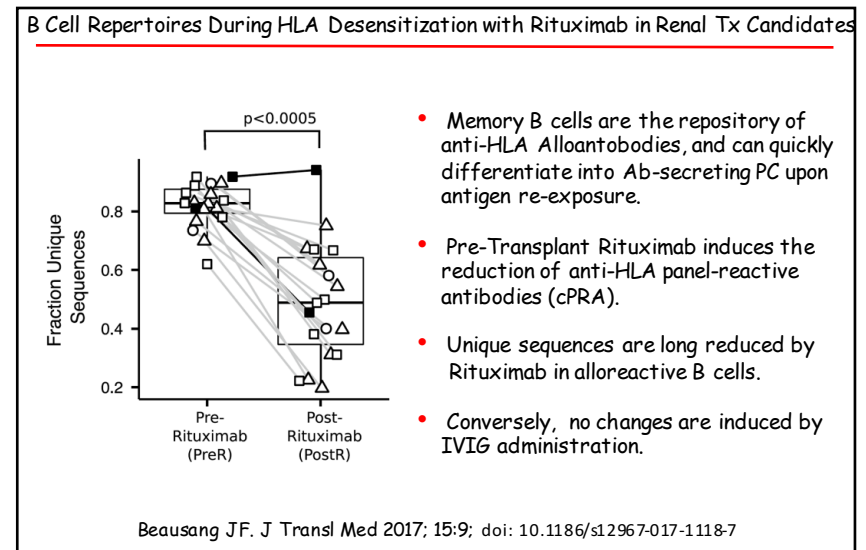 B Cell Repertoires During HLA Desensitization with Rituximab in Renal Tx Candidates
p<0.0005
Fraction Unique
Sequences
0.8
0.6
0.4
0.2
Pre-
Rituximab
(PreR)
Post-
Rituximab
(PostR)
• Memory B cells are the repository of
anti-HLA Alloantobodies, and can quickly
differentiate into Ab-secreting PC upon
antigen re-exposure.
• Pre-Transplant Rituximab induces the
reduction of anti-HLA panel-reactive
antibodies (cPRA).
• Unique sequences are long reduced by
Rituximab in alloreactive B cells.
• Conversely, no changes are induced by
IVIG administration.
Beausang JF. J Transl Med 2017; 15:9; doi: 10.1186/s12967-017-1118-7